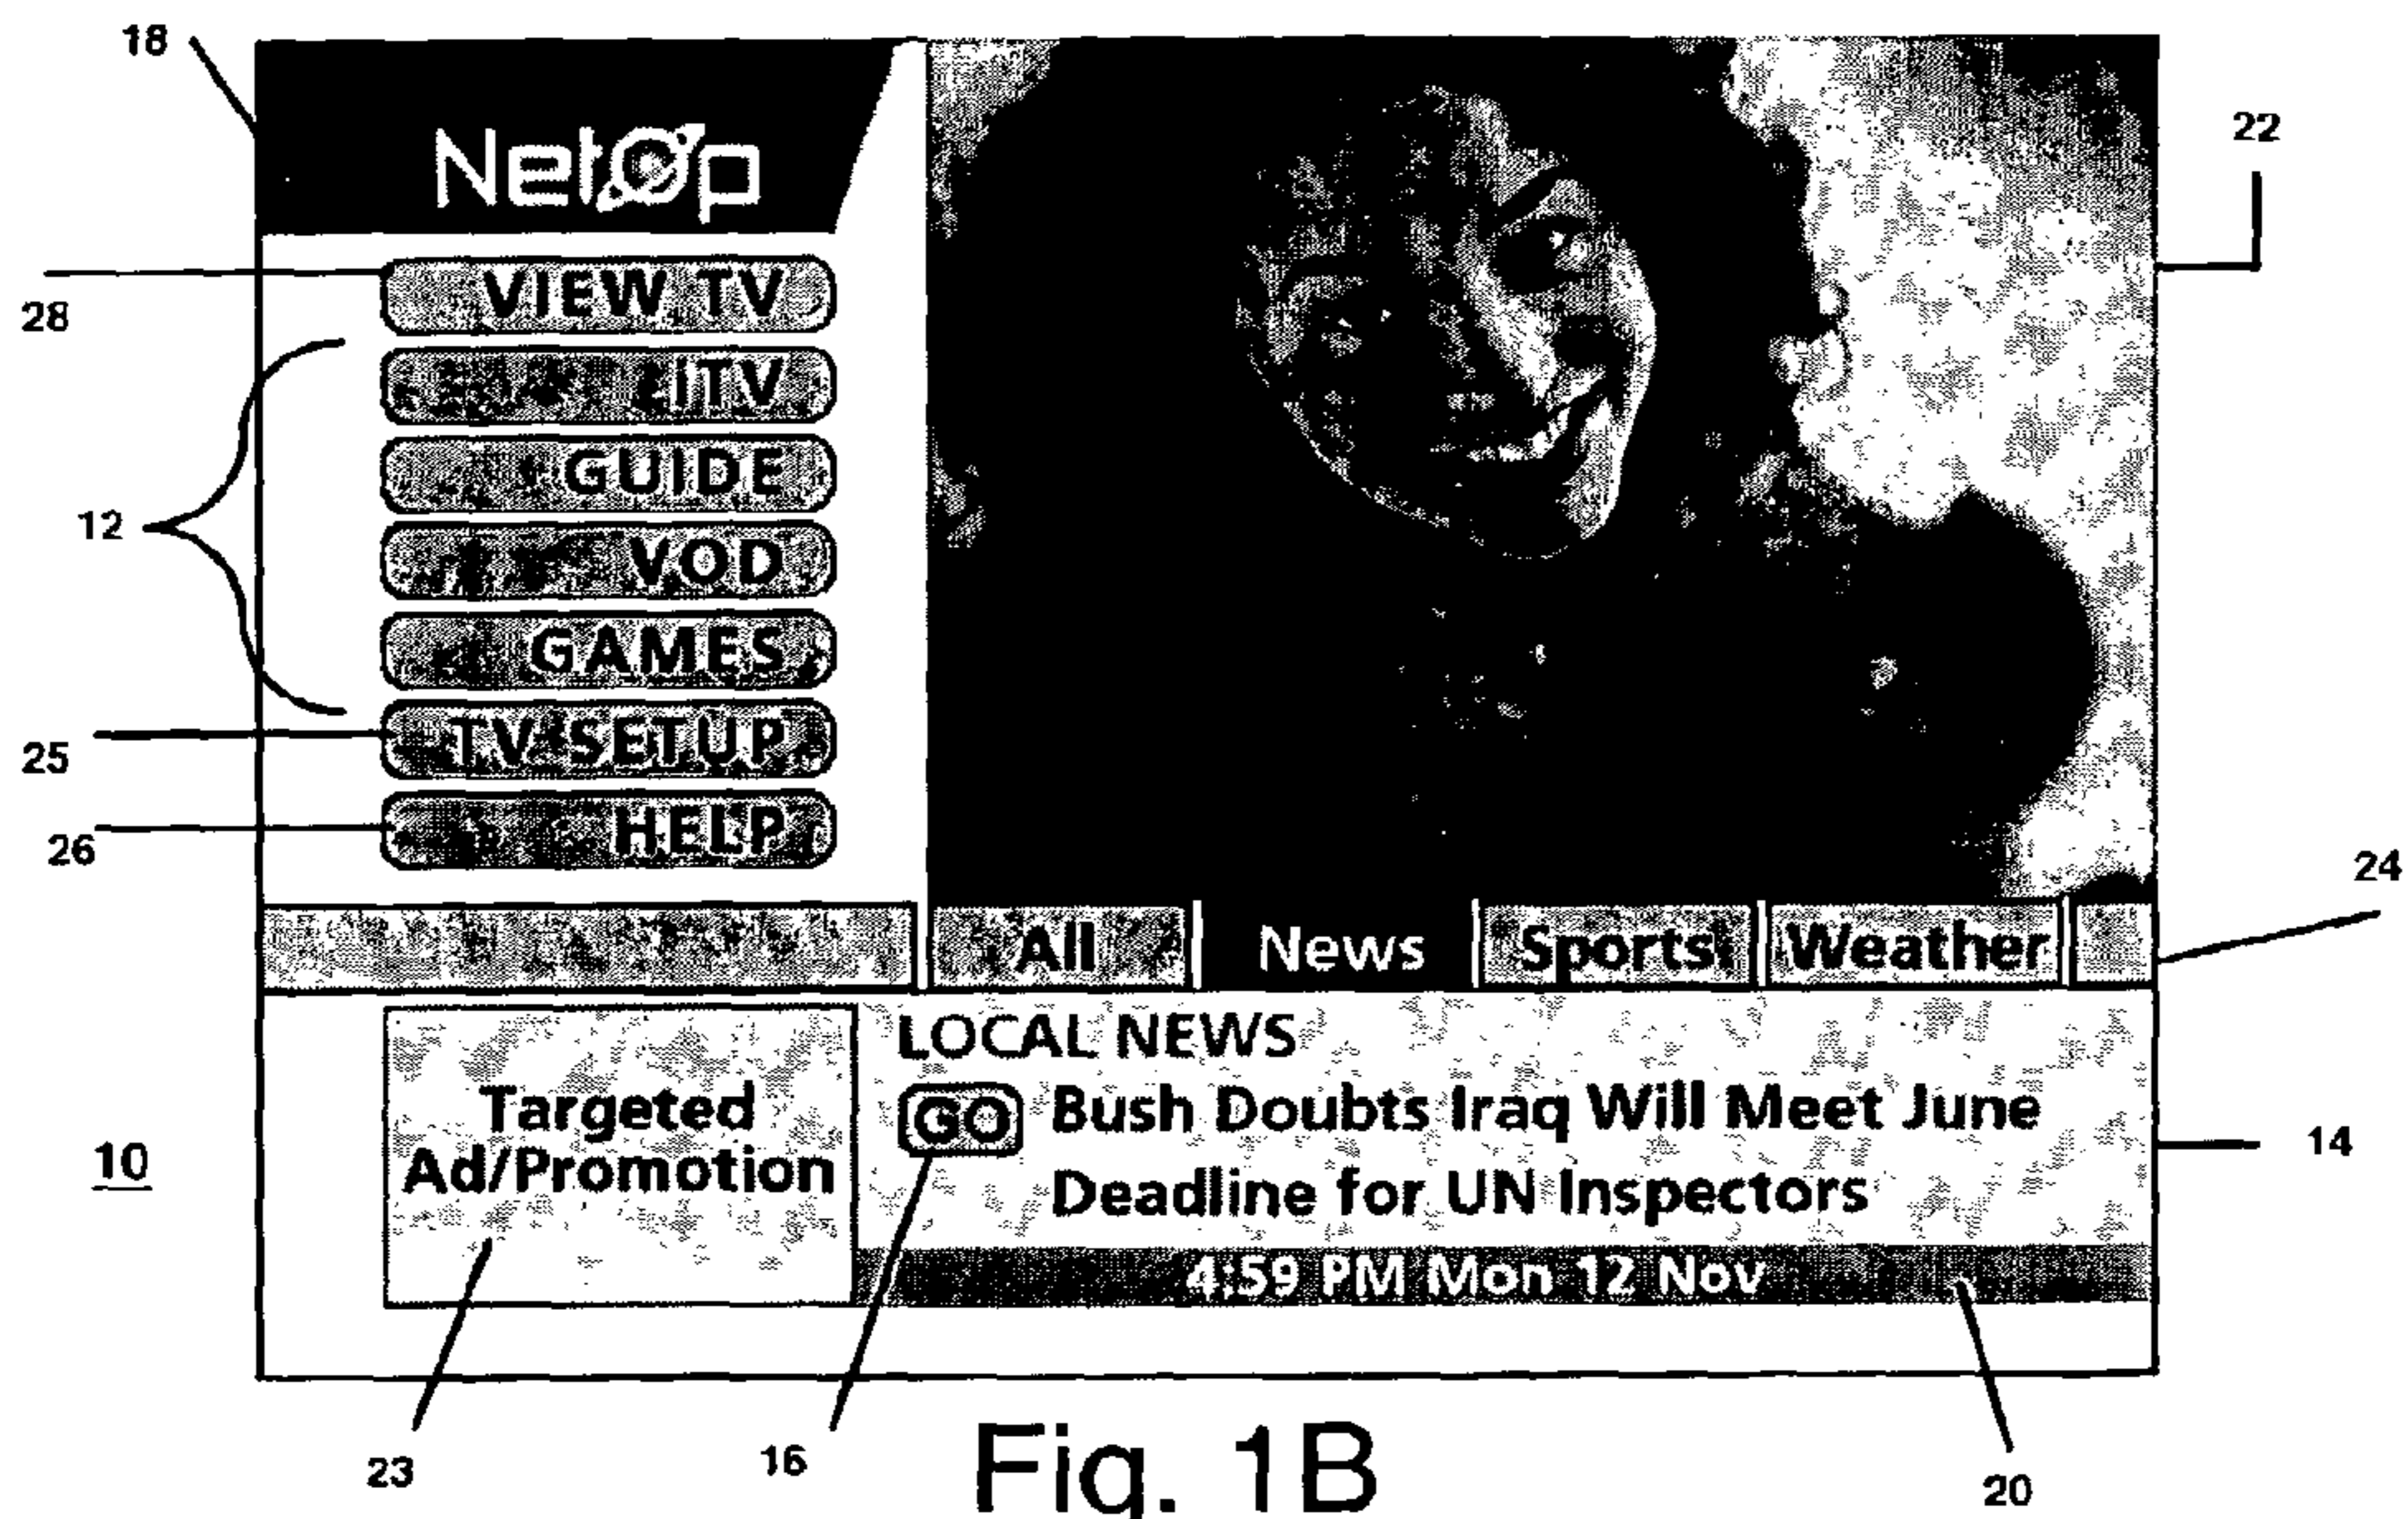 18
NetOp
22
VIEW TV
28
ITV
GUIDE
12
VOD
GAMES
TV SETUP
25
HELP
26
24
All News Sports Weather
LOCAL NEWS
GO Bush Doubts Iraq Will Meet June
Deadline for UN Inspectors
Targeted
Ad/Promotion
10
14
4:59 PM Mon 12 Nov
23
16
20
Fig. 1B